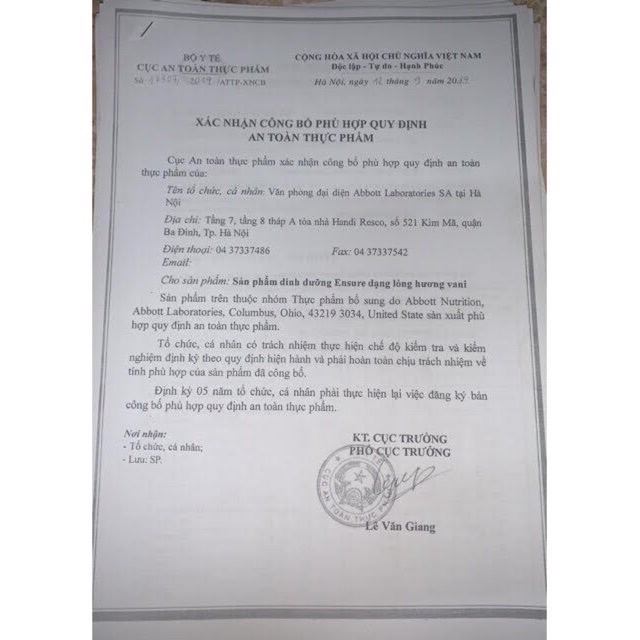 BỘ Y TẾ
CỤC AN TOÀN THỰC PHẨM
Số /2019/ATTP-XNCB
CỘNG HÒA XÃ HỘI CHỦ NGHĨA VIỆT NAM
Độc lập - Tự do - Hạnh Phúc
Hà Nội, ngày 12 tháng 9 năm 2019
XÁC NHẬN CÔNG BỐ PHÙ HỢP QUY ĐỊNH
AN TOÀN THỰC PHẨM
Cục An toàn thực phẩm xác nhận công bố phù hợp quy định an toàn
thực phẩm của:
Tên tổ chức, cá nhân: Văn phòng đại diện Abbott Laboratories SA tại Hà
Nội
Địa chỉ: Tầng 7, tầng 8 tháp A tòa nhà Handi Resco, số 521 Kim Mã, quận
Ba Đình, Tp. Hà Nội
Điện thoại: 04 37337486 Fax: 04 37337542
Email:
Cho sản phẩm: Sản phẩm dinh dưỡng Ensure dạng lỏng hương vani
Sản phẩm trên thuộc nhóm Thực phẩm bổ sung do Abbott Nutrition,
Abbott Laboratories, Columbus, Ohio, 43219 3034, United State sản xuất phù
hợp quy định an toàn thực phẩm.
Tổ chức, cá nhân có trách nhiệm thực hiện chế độ kiểm tra và kiểm
nghiệm định kỳ theo quy định hiện hành và phải hoàn toàn chịu trách nhiệm về
tính phù hợp của sản phẩm đã công bố.
Định kỳ 05 năm tổ chức, cá nhân phải thực hiện lại việc đăng ký bản
công bố phù hợp quy định an toàn thực phẩm.
Nơi nhận:
- Tổ chức, cá nhân;
- Lưu: SP.
KT. CỤC TRƯỞNG
PHÓ CỤC TRƯỞNG
CỤC AN TOÀN THỰC PHẨM
Lê Văn Giang